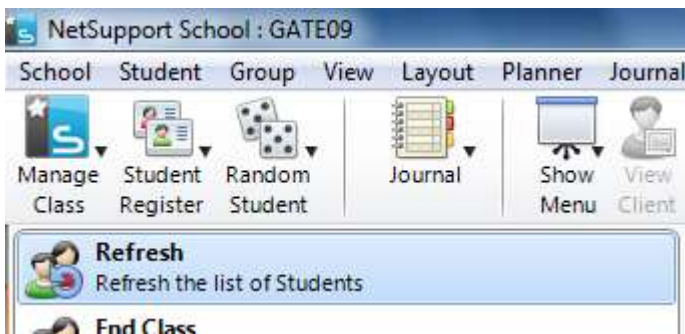 NetSupport School : GATE09
School Student Group View Layout Planner Journal
Manage Class
Student Register
Random Student
Journal
Show Menu
View Client
Refresh
Refresh the list of Students
End Class